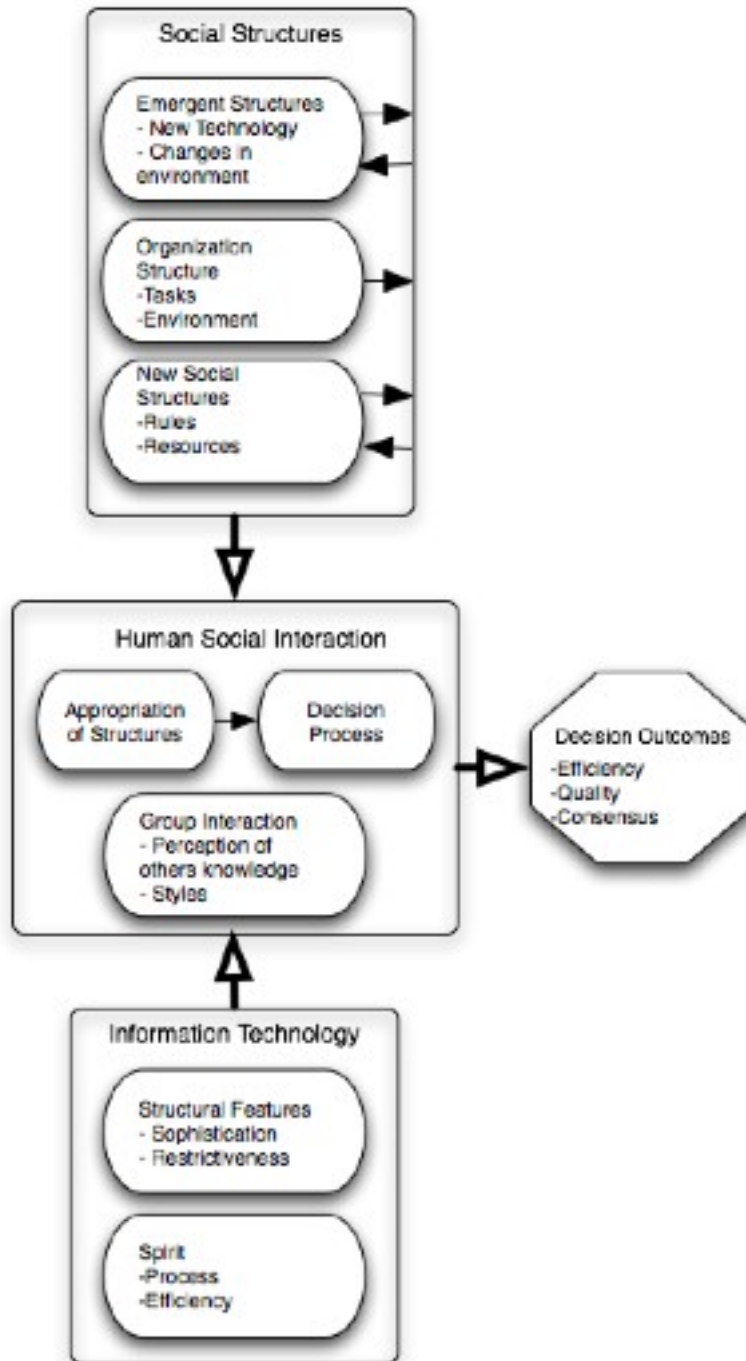 Social Structures
Emergent Structures
- New Technology
- Changes in
environment
Organization
Structure
-Tasks
-Environment
New Social
Structures
-Rules
-Resources
Human Social Interaction
Appropriation
of Structures
Decision
Process
Group Interaction
- Perception of
others knowledge
- Styles
Decision Outcomes
-Efficiency
-Quality
-Consensus
Information Technology
Structural Features
- Sophistication
- Restrictiveness
Spirit
-Process
-Efficiency